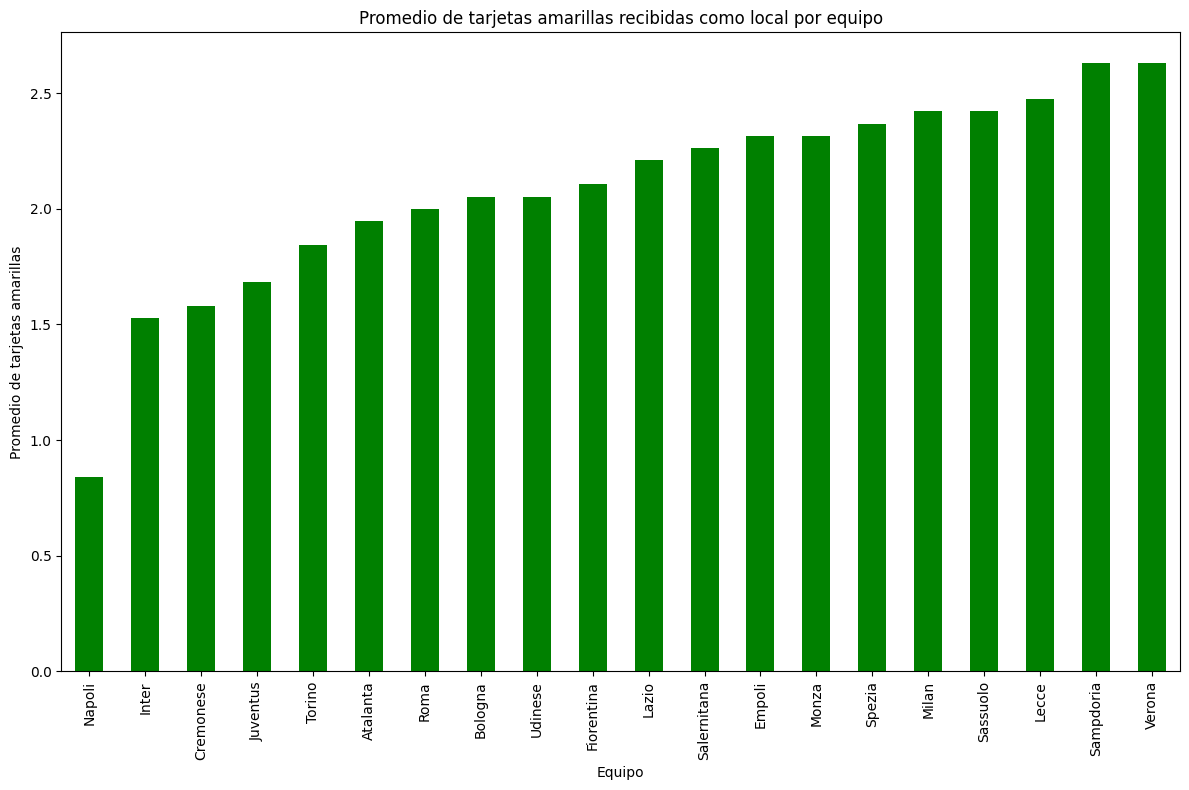 Promedio de tarjetas amarillas recibidas como local por equipo
Promedio de tarjetas amarillas
2.5
2.0
1.5
1.0
0.5
0.0
Napoli
Inter
Cremonese
Juventus
Torino
Atalanta
Roma
Bologna
Udinese
Fiorentina
Lazio
Salernitana
Empoli
Monza
Spezia
Milan
Sassuolo
Lecce
Sampdoria
Verona
Equipo